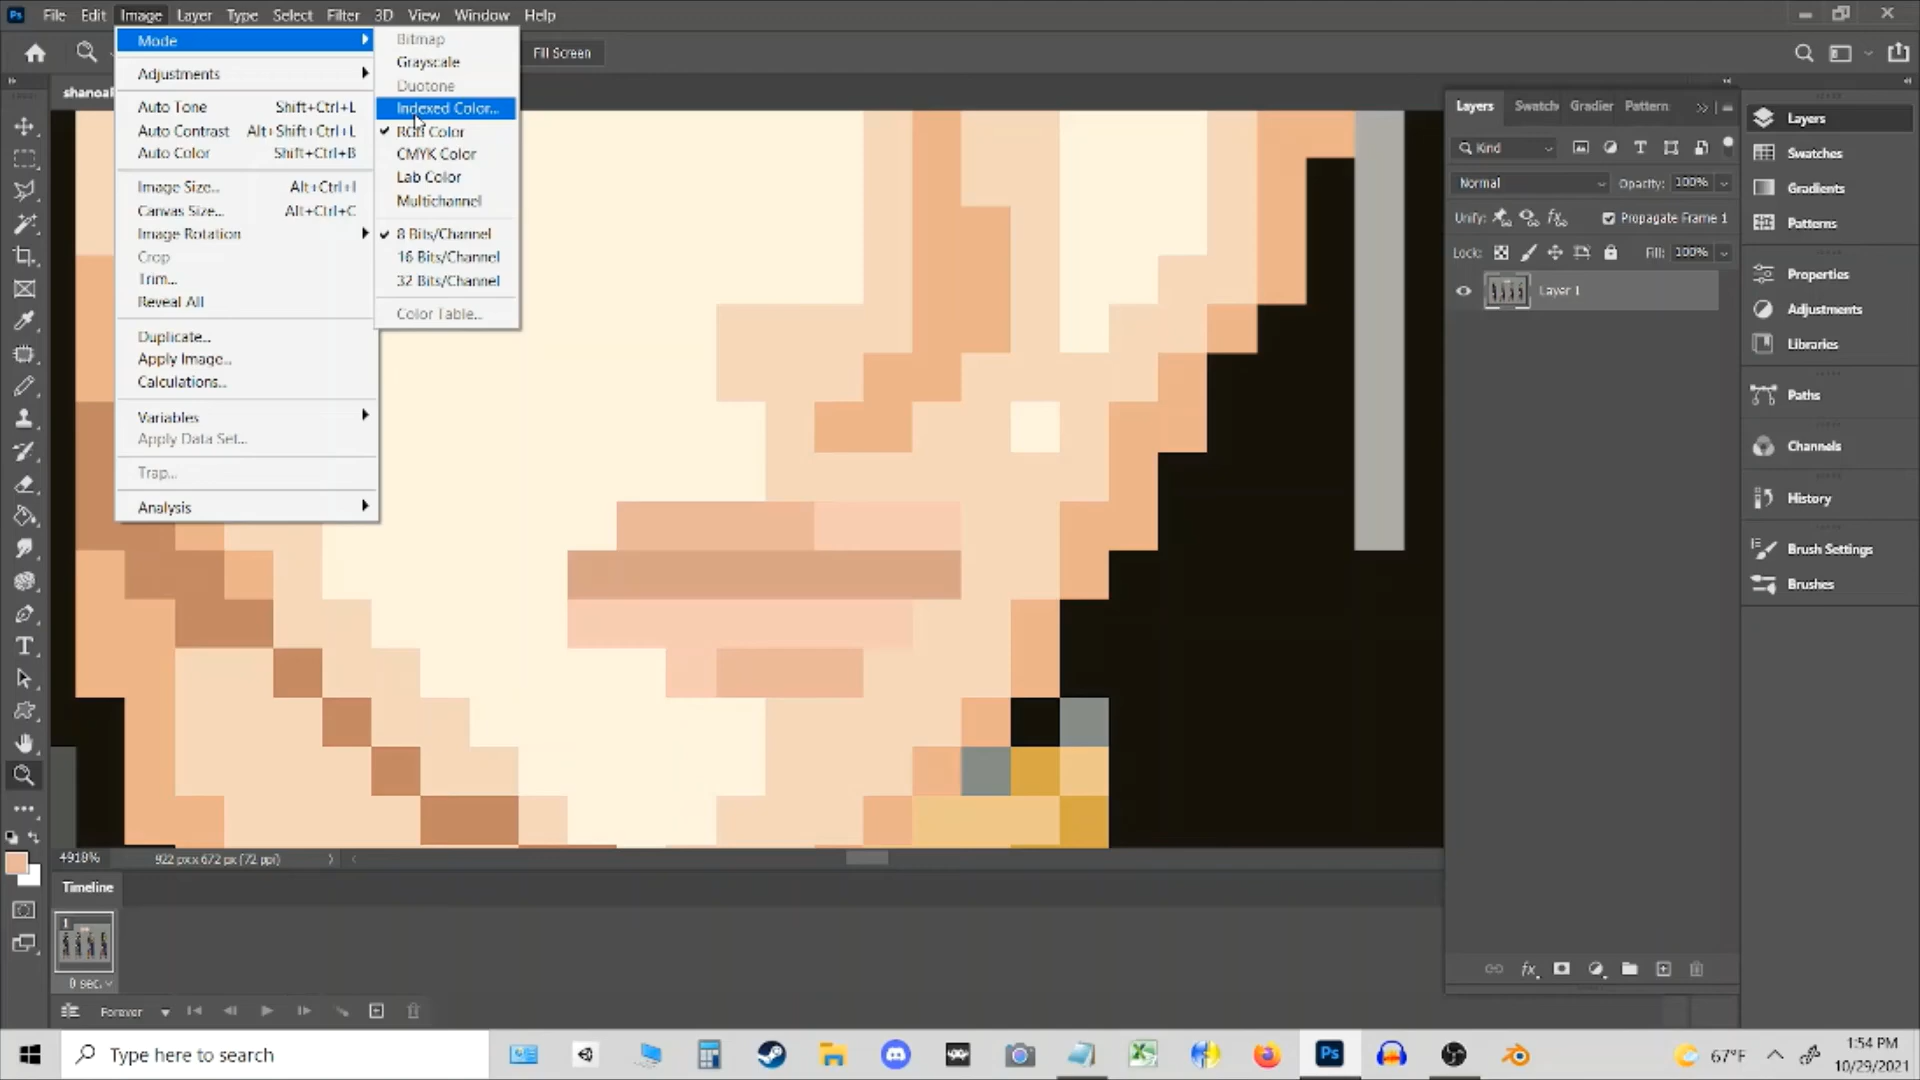 Ps File Edit Image Layer Type Select Filter 3D View Window Help
Fill Screen
Mode
Adjustments
Auto Tone Shift+Ctrl+L
Auto Contrast Alt+Shift+Ctrl+L
Auto Color Shift+Ctrl+B
Image Size... Alt+Ctrl+I
Canvas Size... Alt+Ctrl+C
Image Rotation
Crop
Trim...
Reveal All
Duplicate...
Apply Image...
Calculations...
Variables
Apply Data Set...
Trap...
Analysis
Bitmap
Grayscale
Duotone
Indexed Color...
RGB Color
CMYK Color
Lab Color
Multichannel
8 Bits/Channel
16 Bits/Channel
32 Bits/Channel
Color Table...
Layers Swatch Gradier Pattern
Kind
Normal Opacity: 100%
Unify: Propagate Frame 1
Lock: Fill: 100%
Layer 1
Layers
Swatches
Gradients
Patterns
Properties
Adjustments
Libraries
Paths
Channels
History
Brush Settings
Brushes
4918% 922 px x 672 px (72 ppi)
Timeline
1
0 sec.
Forever
Type here to search
Ps
67°F
1:54 PM
10/29/2021